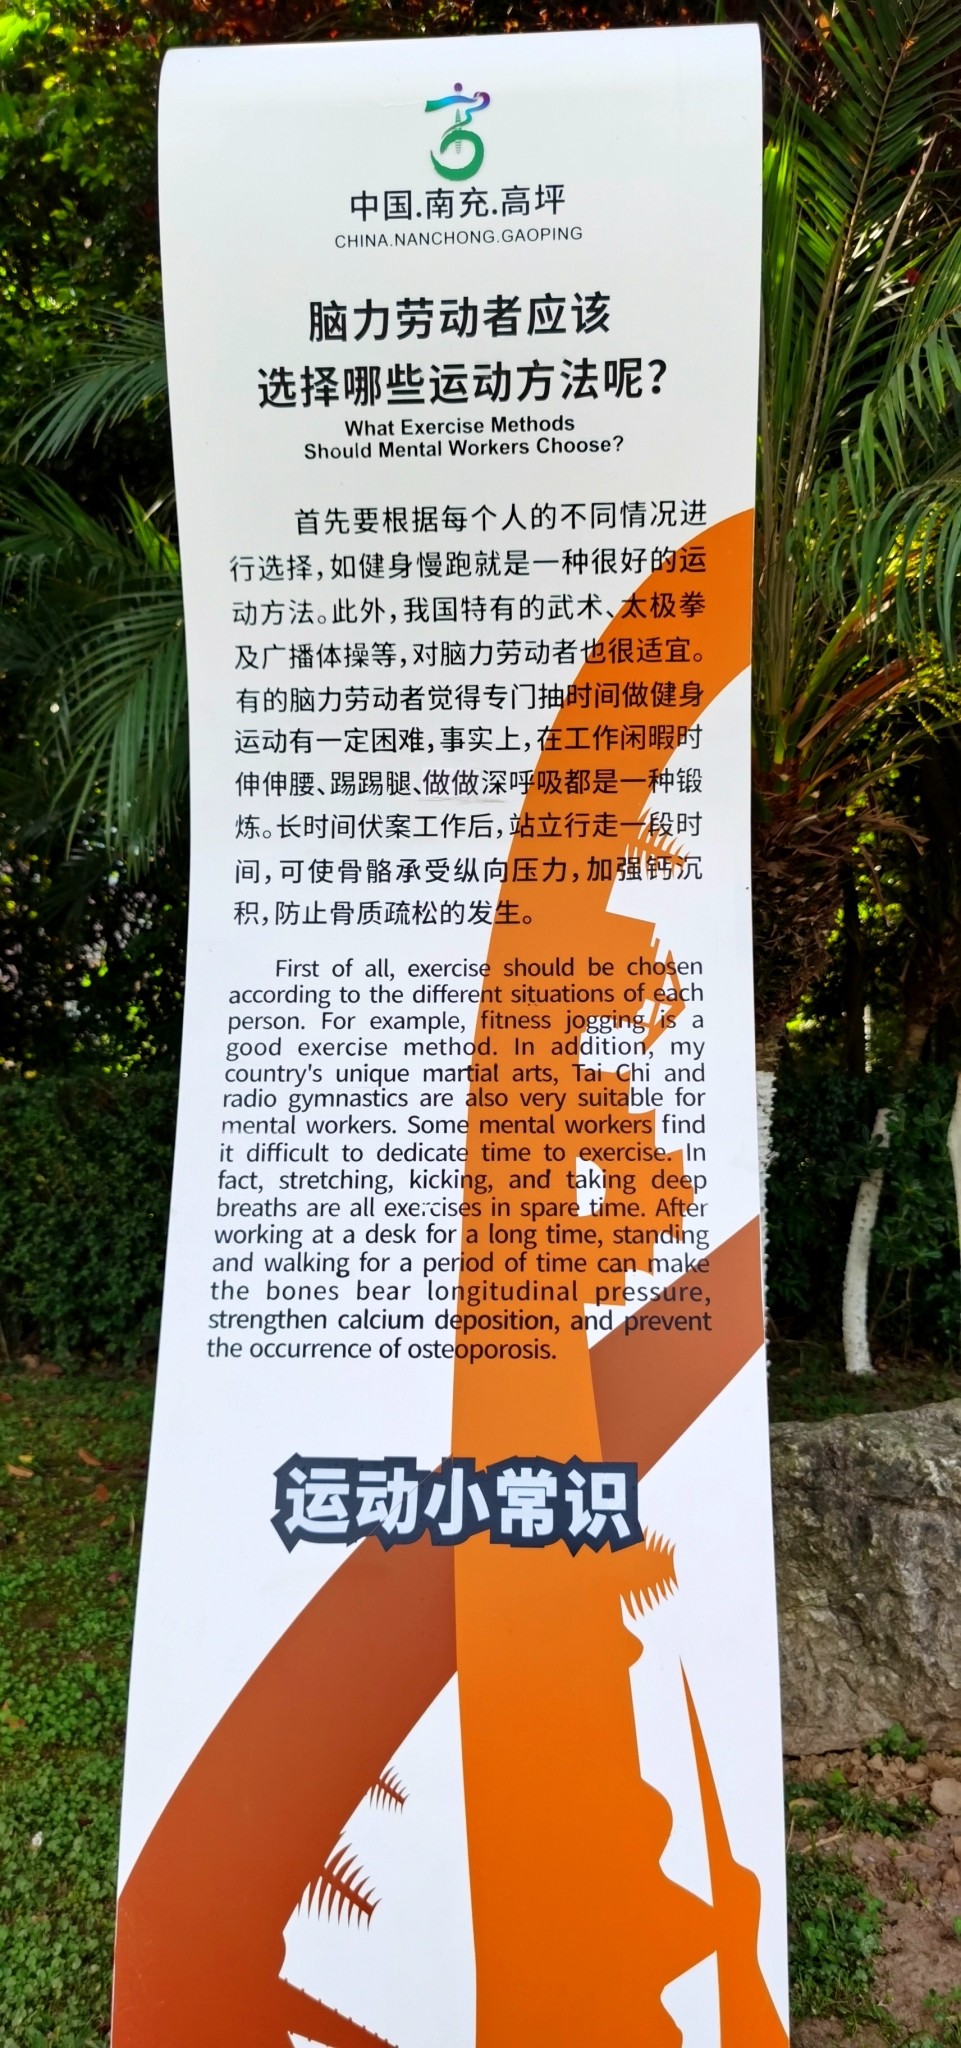 中国.南充.高坪
CHINA.NANCHONG.GAOPING
脑力劳动者应该
选择哪些运动方法呢?
What Exercise Methods
Should Mental Workers Choose?
首先要根据每个人的不同情况进
行选择,如健身慢跑就是一种很好的运
动方法。此外,我国特有的武术、太极拳
及广播体操等,对脑力劳动者也很适宜。
有的脑力劳动者觉得专门抽时间做健身
运动有一定困难,事实上,在工作闲暇时
伸伸腰、踢踢腿、做做深呼吸都是一种锻
炼。长时间伏案工作后,站立行走一段时
间,可使骨骼承受纵向压力,加强钙沉
积,防止骨质疏松的发生。
First of all, exercise should be chosen
according to the different situations of each
person. For example, fitness jogging is a
good exercise method. In addition, my
country's unique martial arts, Tai Chi and
radio gymnastics are also very suitable for
mental workers. Some mental workers find
it difficult to dedicate time to exercise. In
fact, stretching, kicking, and taking deep
breaths are all exercises in spare time. After
working at a desk for a long time, standing
and walking for a period of time can make
the bones bear longitudinal pressure,
strengthen calcium deposition, and prevent
the occurrence of osteoporosis.
运动小常识